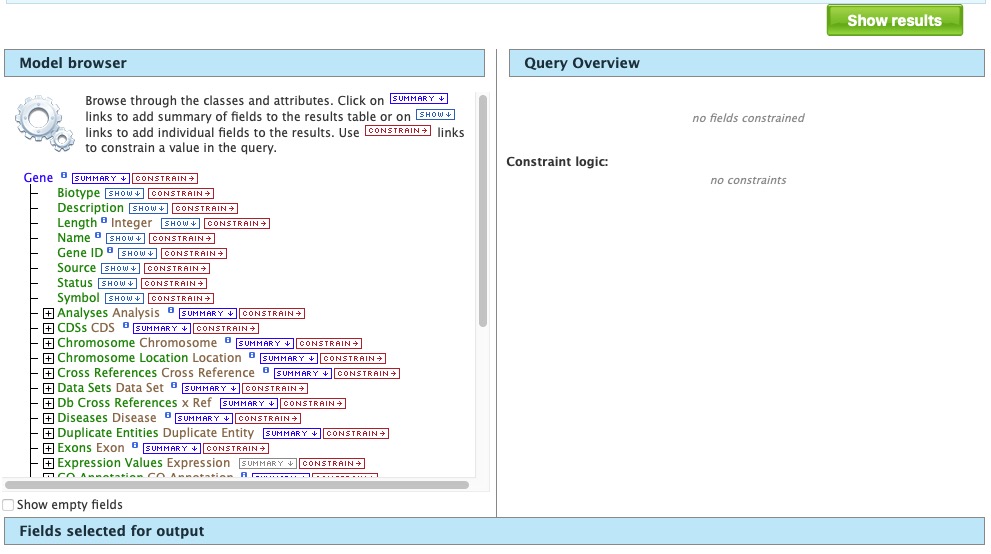 Show results
Model browser
Query Overview
Browse through the classes and attributes. Click on SUMMARY ↓
links to add summary of fields to the results table or on SHOW ↓
links to add individual fields to the results. Use CONSTRAIN → links
to constrain a value in the query.
no fields constrained
Constraint logic:
no constraints
Gene i SUMMARY ↓ CONSTRAIN →
Biotype SHOW ↓ CONSTRAIN →
Description SHOW ↓ CONSTRAIN →
Length i Integer SHOW ↓ CONSTRAIN →
Name i SHOW ↓ CONSTRAIN →
Gene ID i SHOW ↓ CONSTRAIN →
Source SHOW ↓ CONSTRAIN →
Status SHOW ↓ CONSTRAIN →
Symbol SHOW ↓ CONSTRAIN →
Analyses Analysis i SUMMARY ↓ CONSTRAIN →
CDSs CDS i SUMMARY ↓ CONSTRAIN →
Chromosome Chromosome i SUMMARY ↓ CONSTRAIN →
Chromosome Location Location i SUMMARY ↓ CONSTRAIN →
Cross References Cross Reference i SUMMARY ↓ CONSTRAIN →
Data Sets Data Set i SUMMARY ↓ CONSTRAIN →
Db Cross References x Ref SUMMARY ↓ CONSTRAIN →
Diseases Disease i SUMMARY ↓ CONSTRAIN →
Duplicate Entities Duplicate Entity SUMMARY ↓ CONSTRAIN →
Exons Exon i SUMMARY ↓ CONSTRAIN →
Expression Values Expression SUMMARY ↓ CONSTRAIN →
GO Annotation GO Annotation i
Show empty fields
Fields selected for output